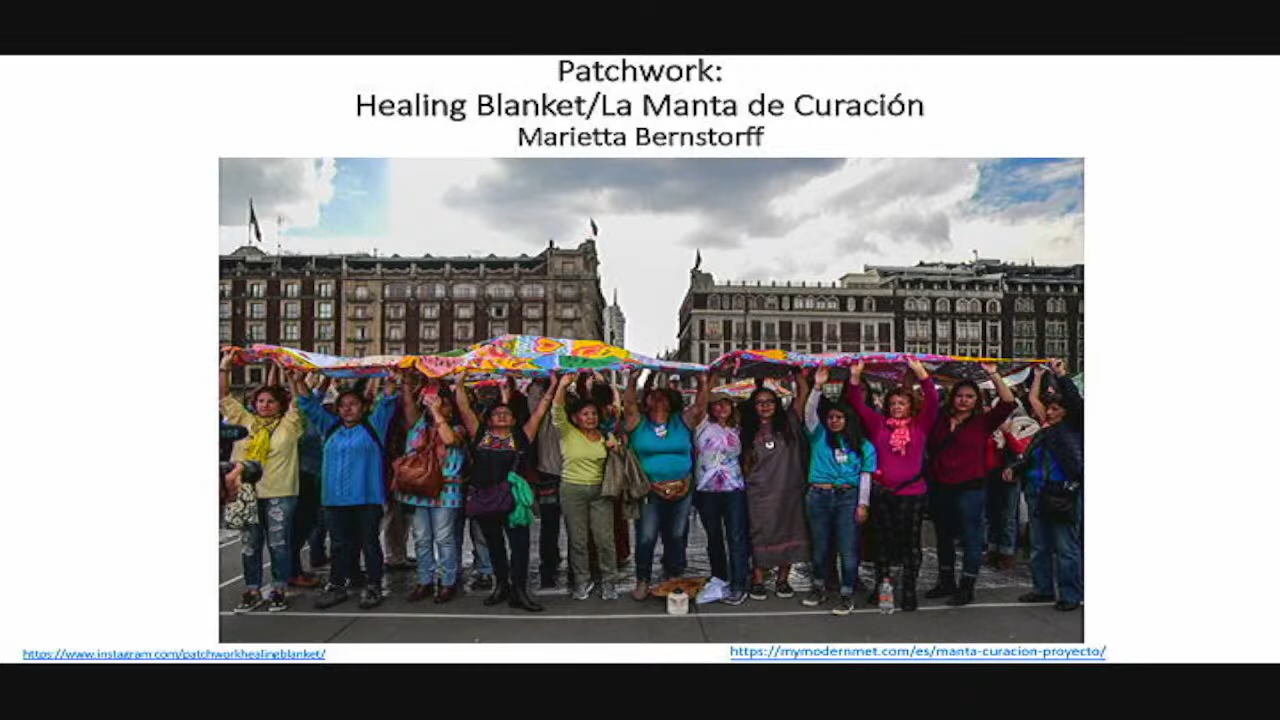 Patchwork:
Healing Blanket/La Manta de Curación
Marietta Bernstorff
https://www.instagram.com/patchworkhealingblanket/
https://mymodernmet.com/es/manta-curacion-proyecto/